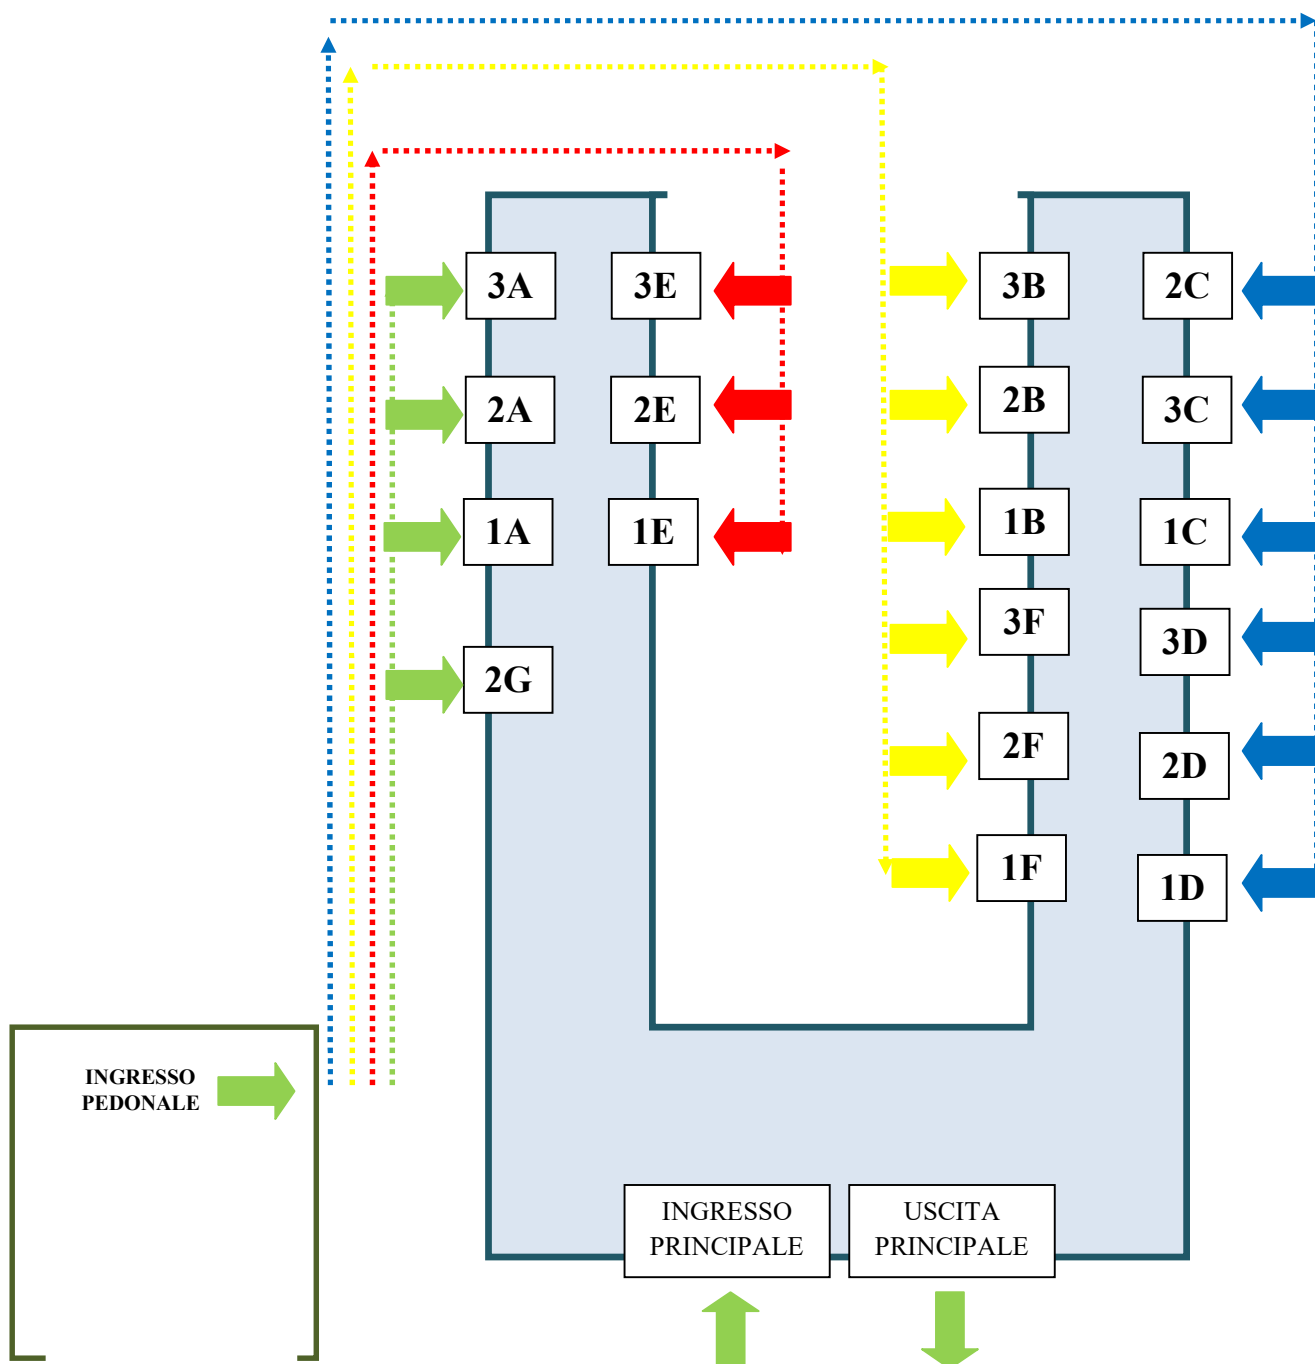 3A
3E
3B
2C
2A
2E
2B
3C
1A
1E
1B
1C
3F
3D
2G
2F
2D
1F
1D
INGRESSO
PEDONALE
INGRESSO
PRINCIPALE
USCITA
PRINCIPALE